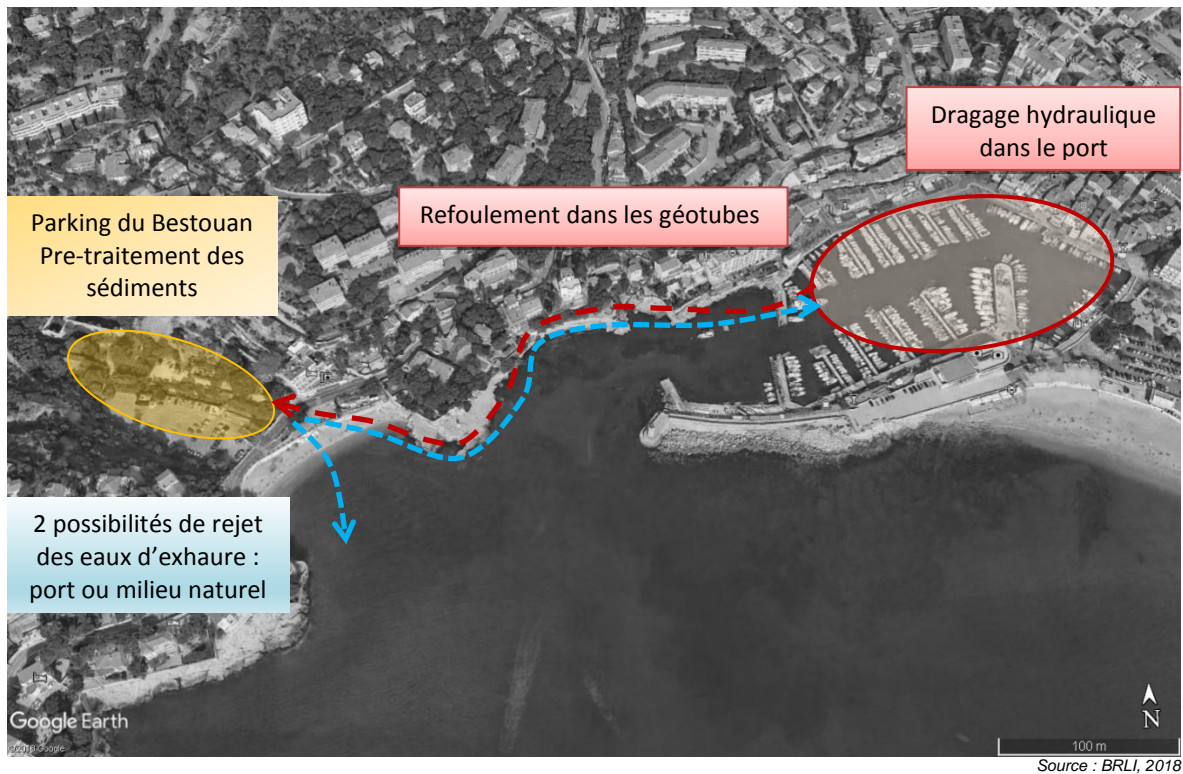 Dragage hydraulique
dans le port
Refoulement dans les géotubes
Parking du Bestouan
Pre-traitement des
sédiments
2 possibilités de rejet
des eaux d’exhaure :
port ou milieu naturel
Google Earth
N
100 m
Source : BRLI, 2018